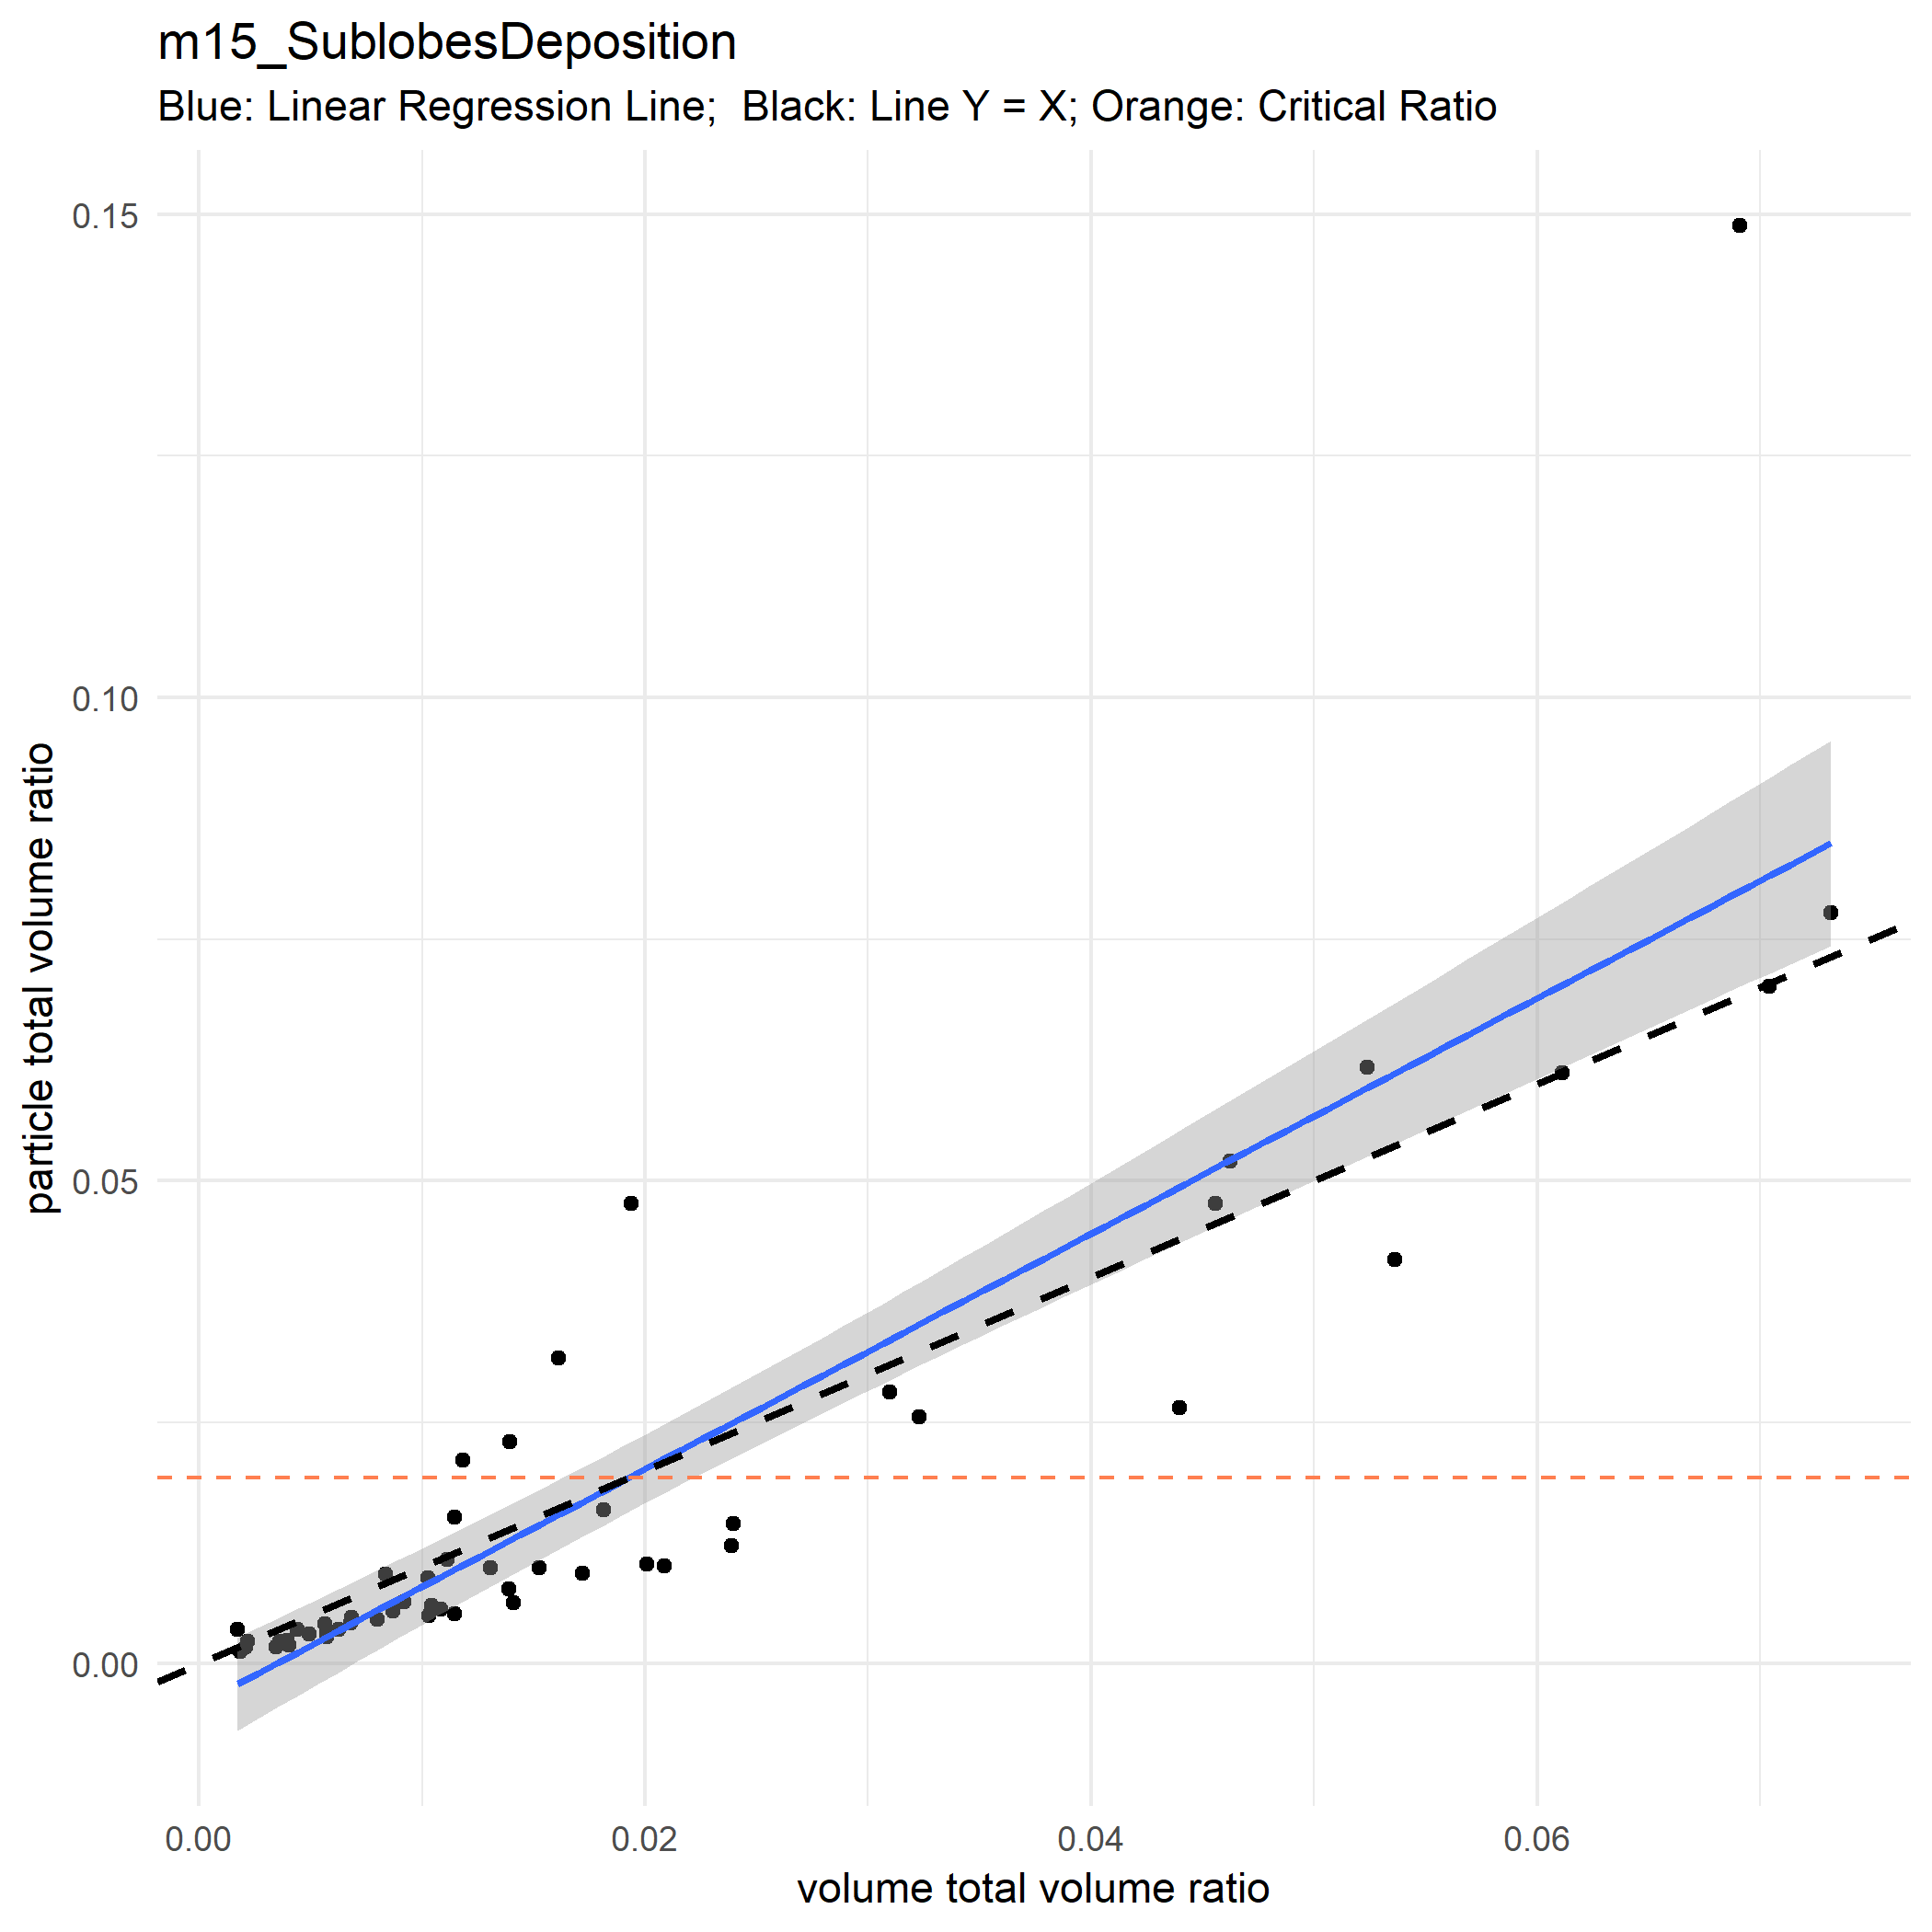 m15_SublobesDeposition
Blue: Linear Regression Line;  Black: Line Y = X; Orange: Critical Ratio
0.15
0.10
0.05
0.00
particle total volume ratio
0.00
0.02
0.04
0.06
volume total volume ratio